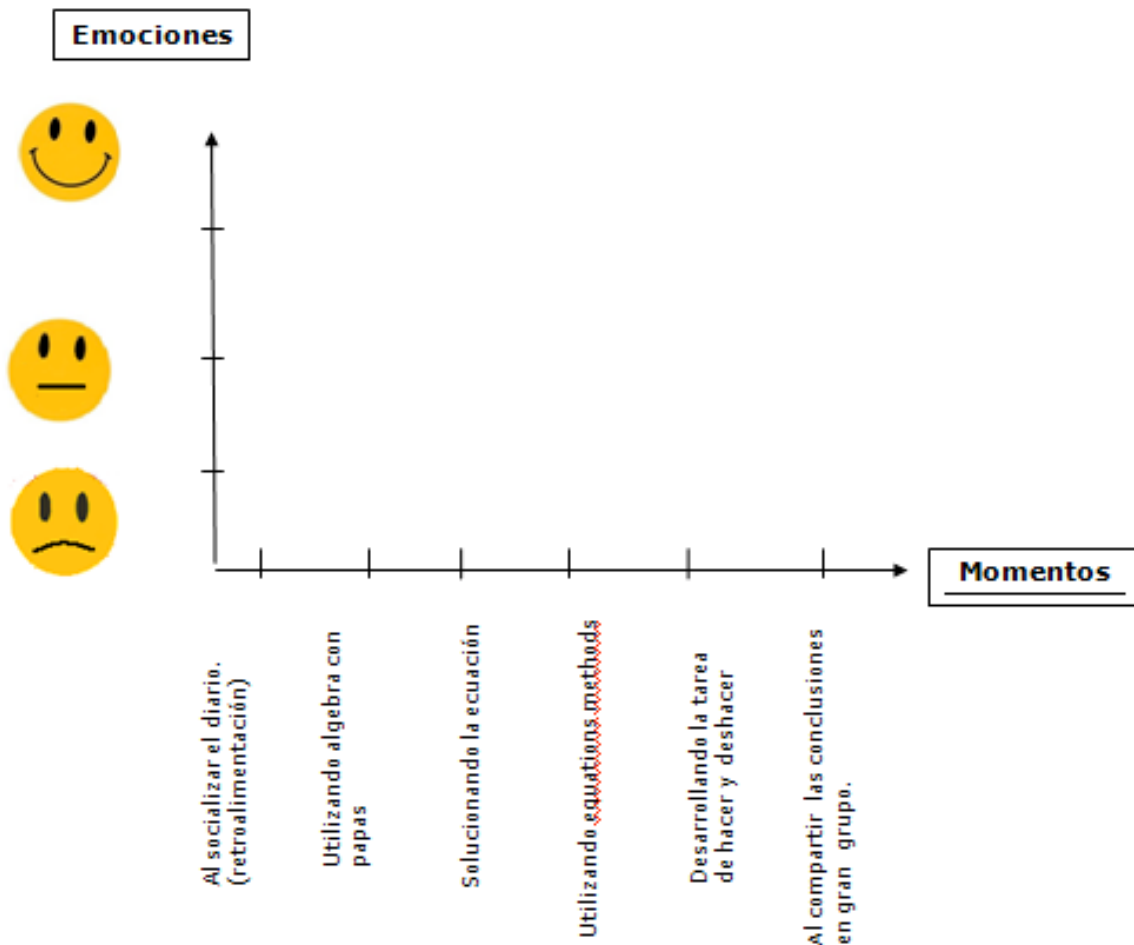 Emociones
Momentos
Al socializar el diario.
(retroalimentación)
Utilizando algebra con
papas
Solucionando la ecuación
Utilizando equations methods
Desarrollando la tarea
de hacer y deshacer
Al compartir las conclusiones
en gran grupo.